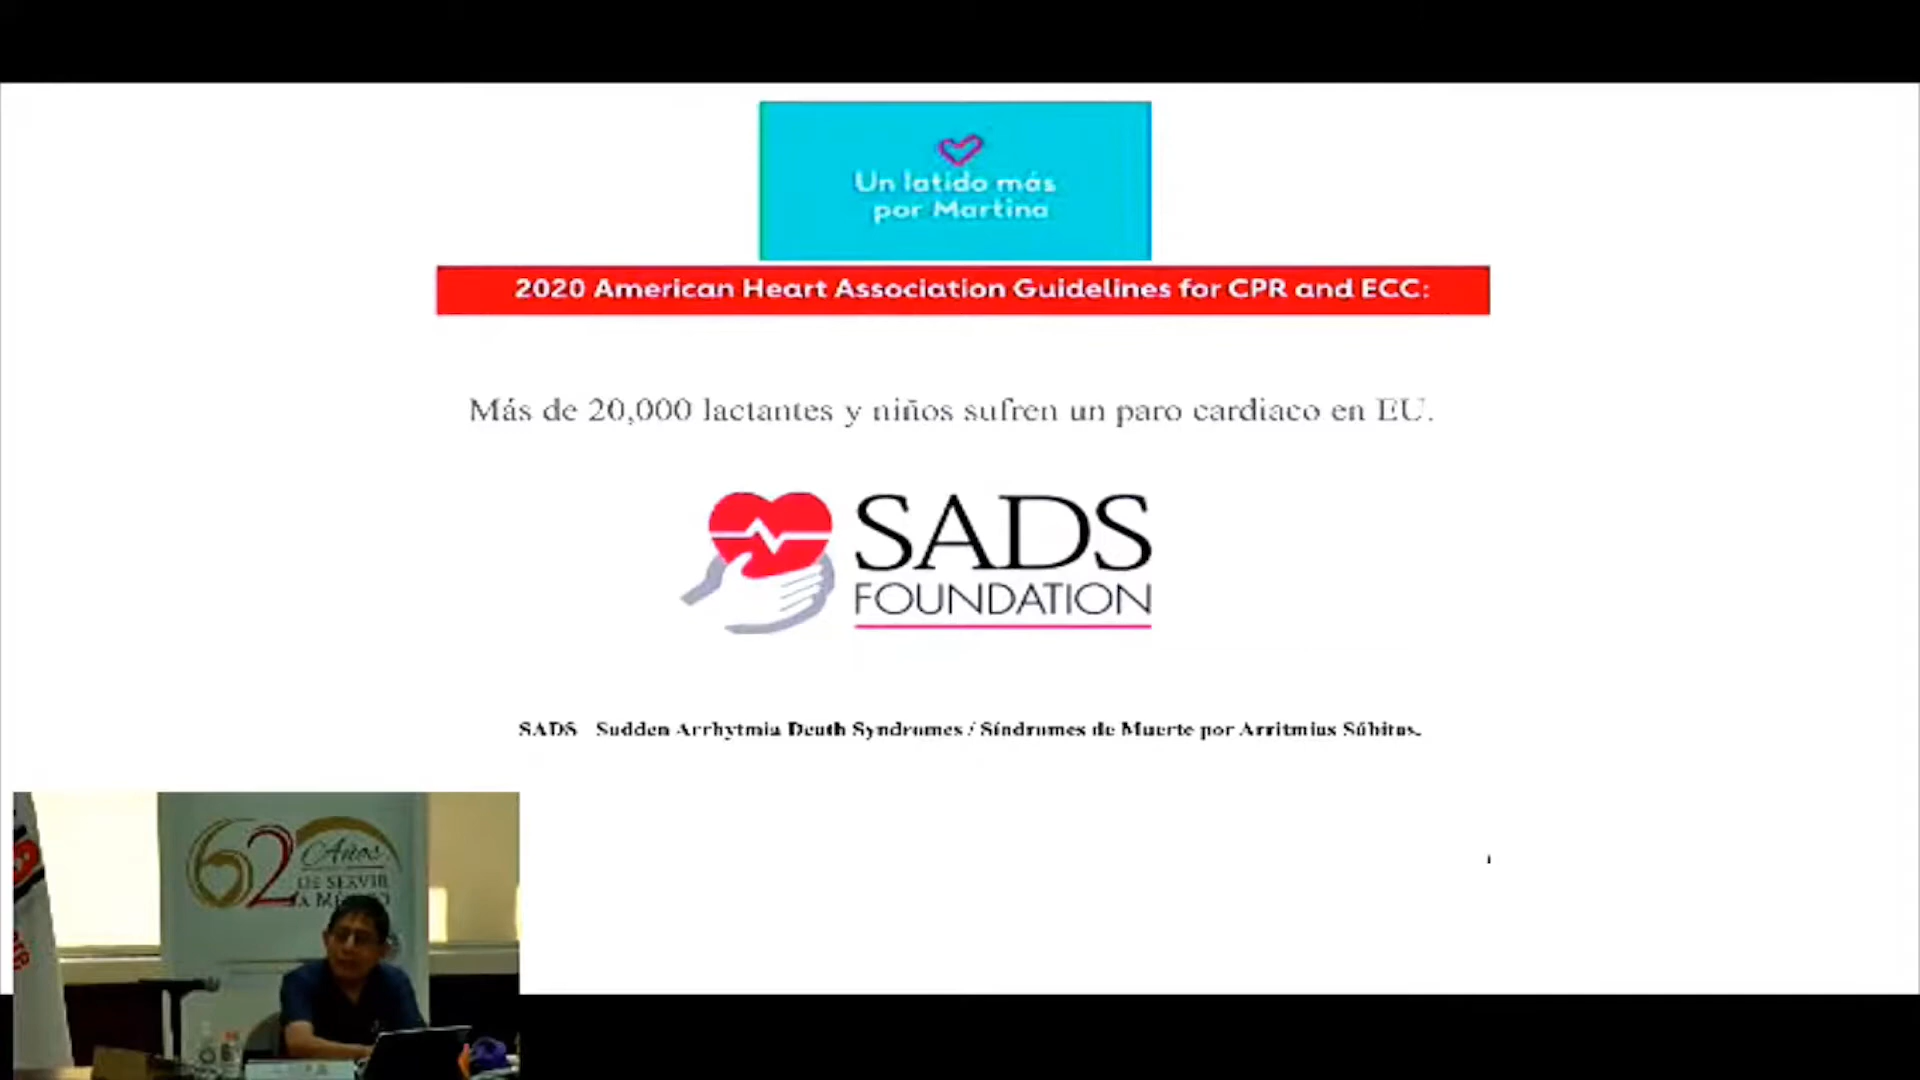 Un latido más
por Martina
2020 American Heart Association Guidelines for CPR and ECC:
Más de 20,000 lactantes y niños sufren un paro cardiaco en EU.
SADS
FOUNDATION
SADS Sudden Arrhytmia Death Syndromes / Síndromes de Muerte por Arritmias Súbitas.
62 Años
DE SERVIR
A MÉXICO